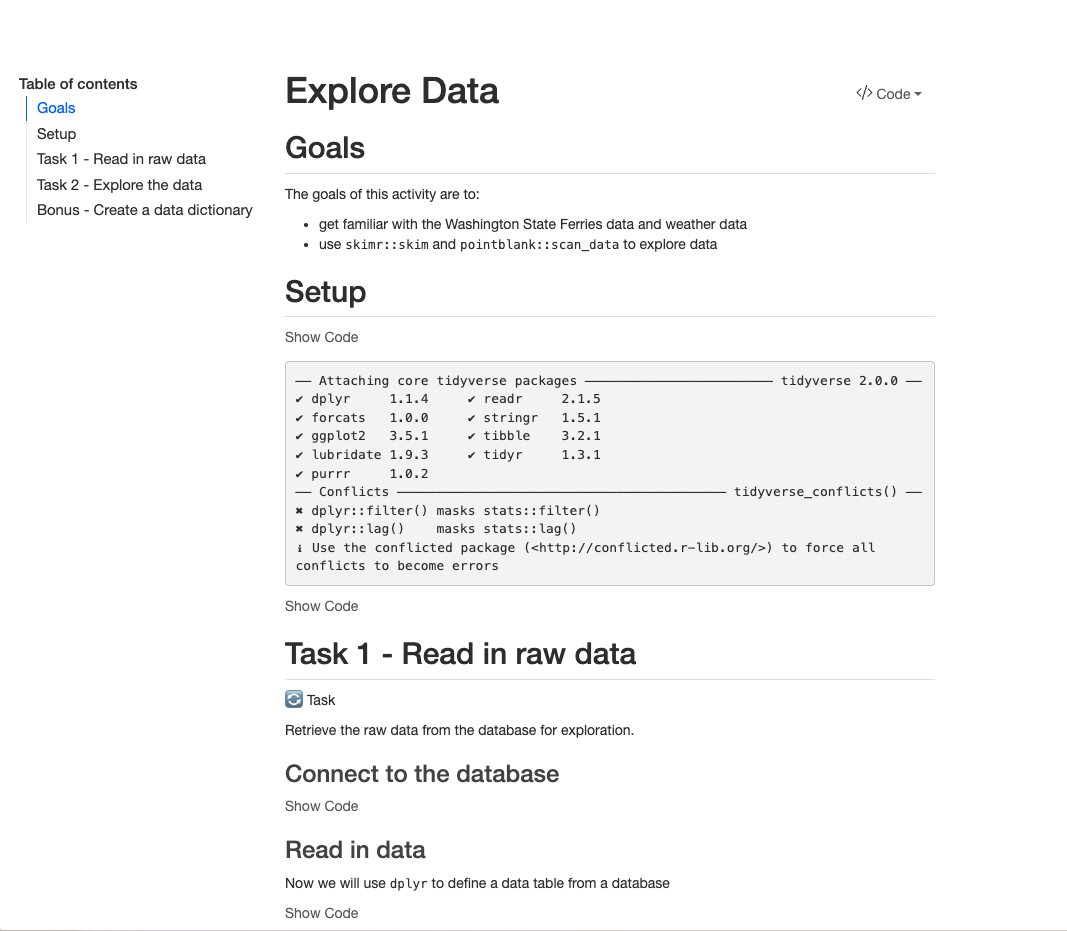 Table of contents
Goals
Setup
Task 1 - Read in raw data
Task 2 - Explore the data
Bonus - Create a data dictionary
Explore Data
</> Code
Goals
The goals of this activity are to:
• get familiar with the Washington State Ferries data and weather data
• use skimr::skim and pointblank::scan_data to explore data
Setup
Show Code
── Attaching core tidyverse packages ──────────────────────── tidyverse 2.0.0 ──
✔ dplyr     1.1.4     ✔ readr     2.1.5
✔ forcats   1.0.0     ✔ stringr   1.5.1
✔ ggplot2   3.5.1     ✔ tibble    3.2.1
✔ lubridate 1.9.3     ✔ tidyr     1.3.1
✔ purrr     1.0.2
── Conflicts ────────────────────────────────────────── tidyverse_conflicts() ──
✖ dplyr::filter() masks stats::filter()
✖ dplyr::lag()    masks stats::lag()
ℹ Use the conflicted package (<http://conflicted.r-lib.org/>) to force all
conflicts to become errors
Show Code
Task 1 - Read in raw data
🔄 Task
Retrieve the raw data from the database for exploration.
Connect to the database
Show Code
Read in data
Now we will use dplyr to define a data table from a database
Show Code